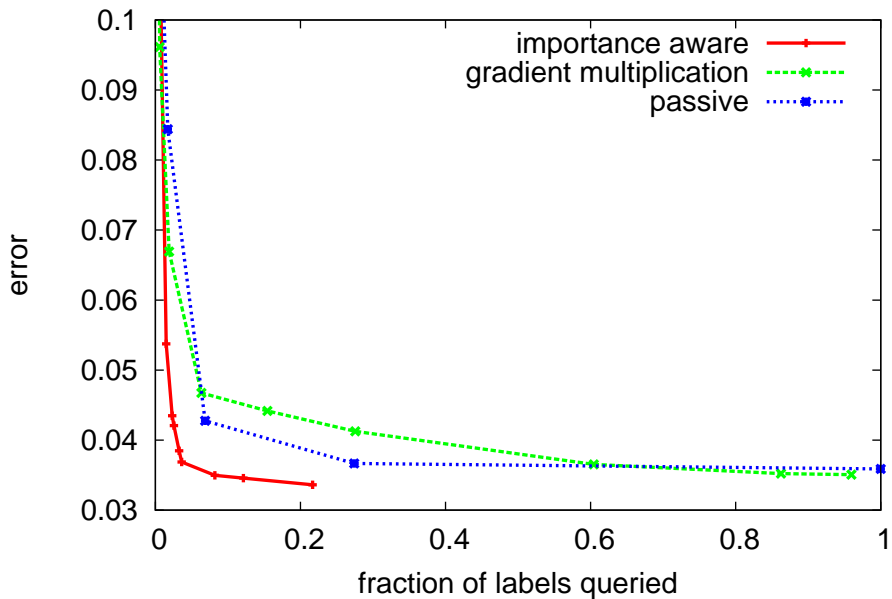 0.1
0.09
0.08
0.07
0.06
0.05
0.04
0.03
error
importance aware
gradient multiplication
passive
0 0.2 0.4 0.6 0.8 1
fraction of labels queried